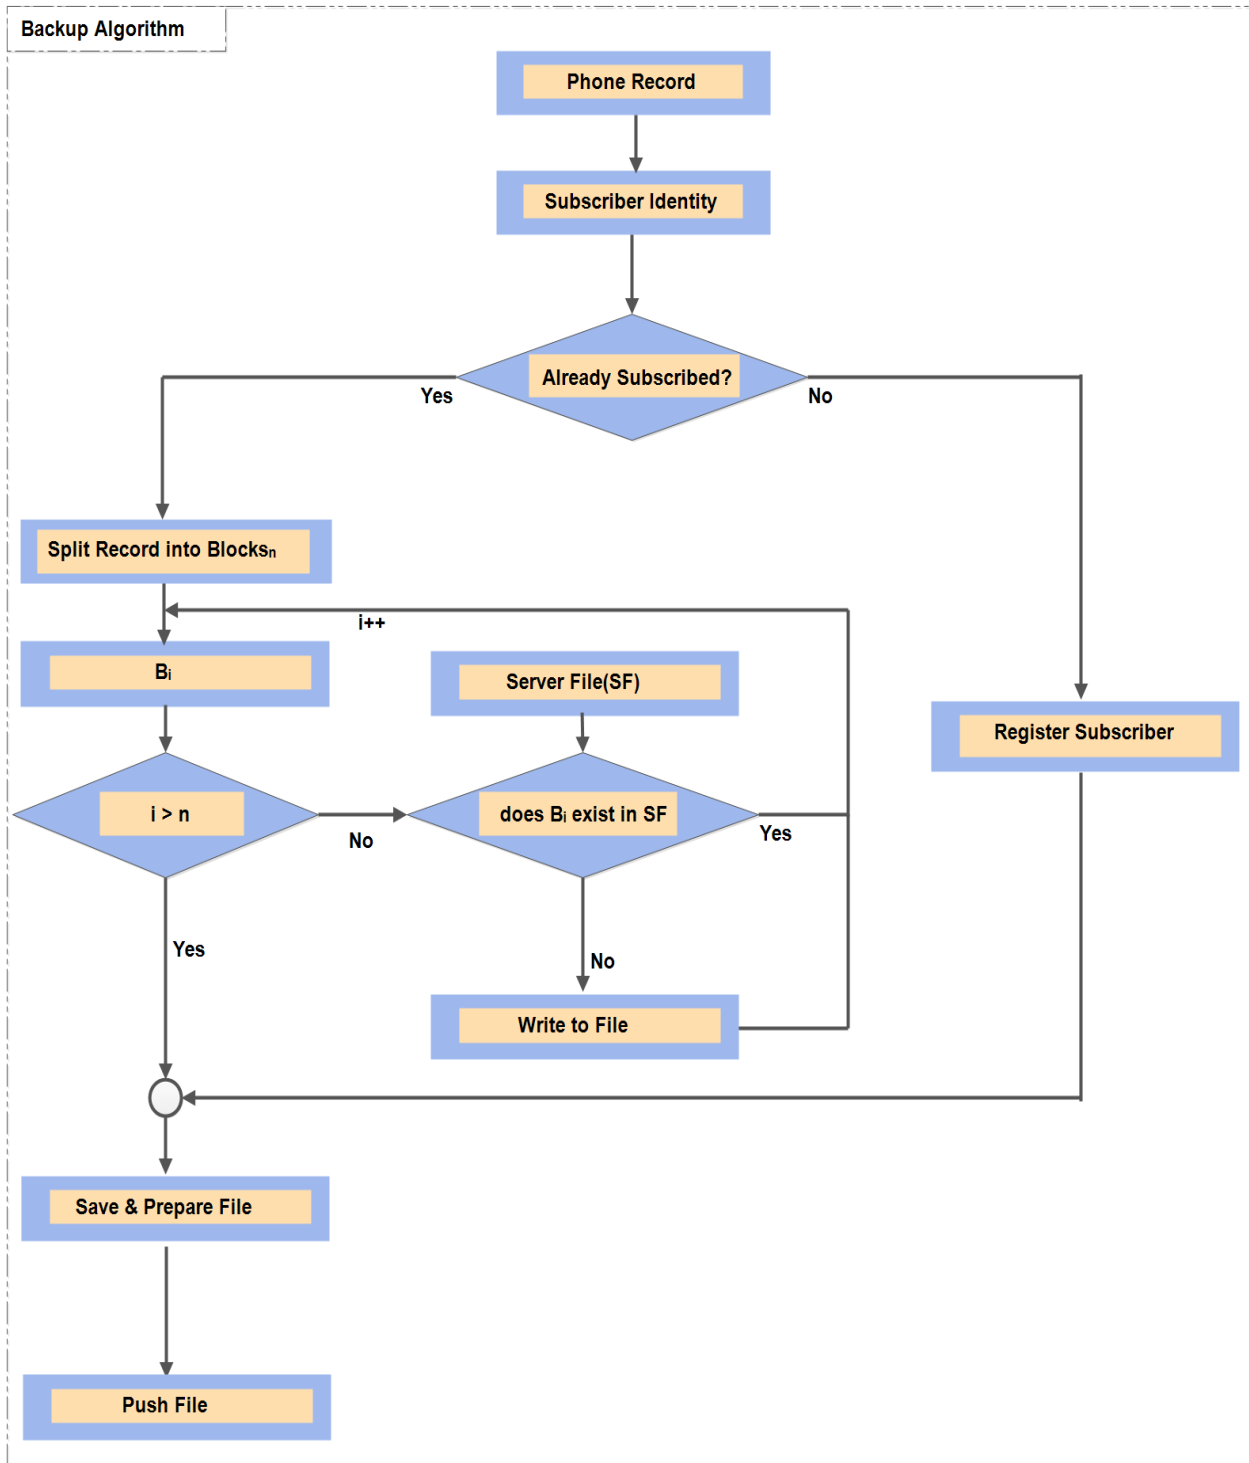 Backup Algorithm
Phone Record
Subscriber Identity
Already Subscribed?
Yes
No
Split Record into Blocksₙ
i++
Bᵢ
Server File(SF)
Register Subscriber
i > n
does Bᵢ exist in SF
No
Yes
Yes
No
Write to File
Save & Prepare File
Push File